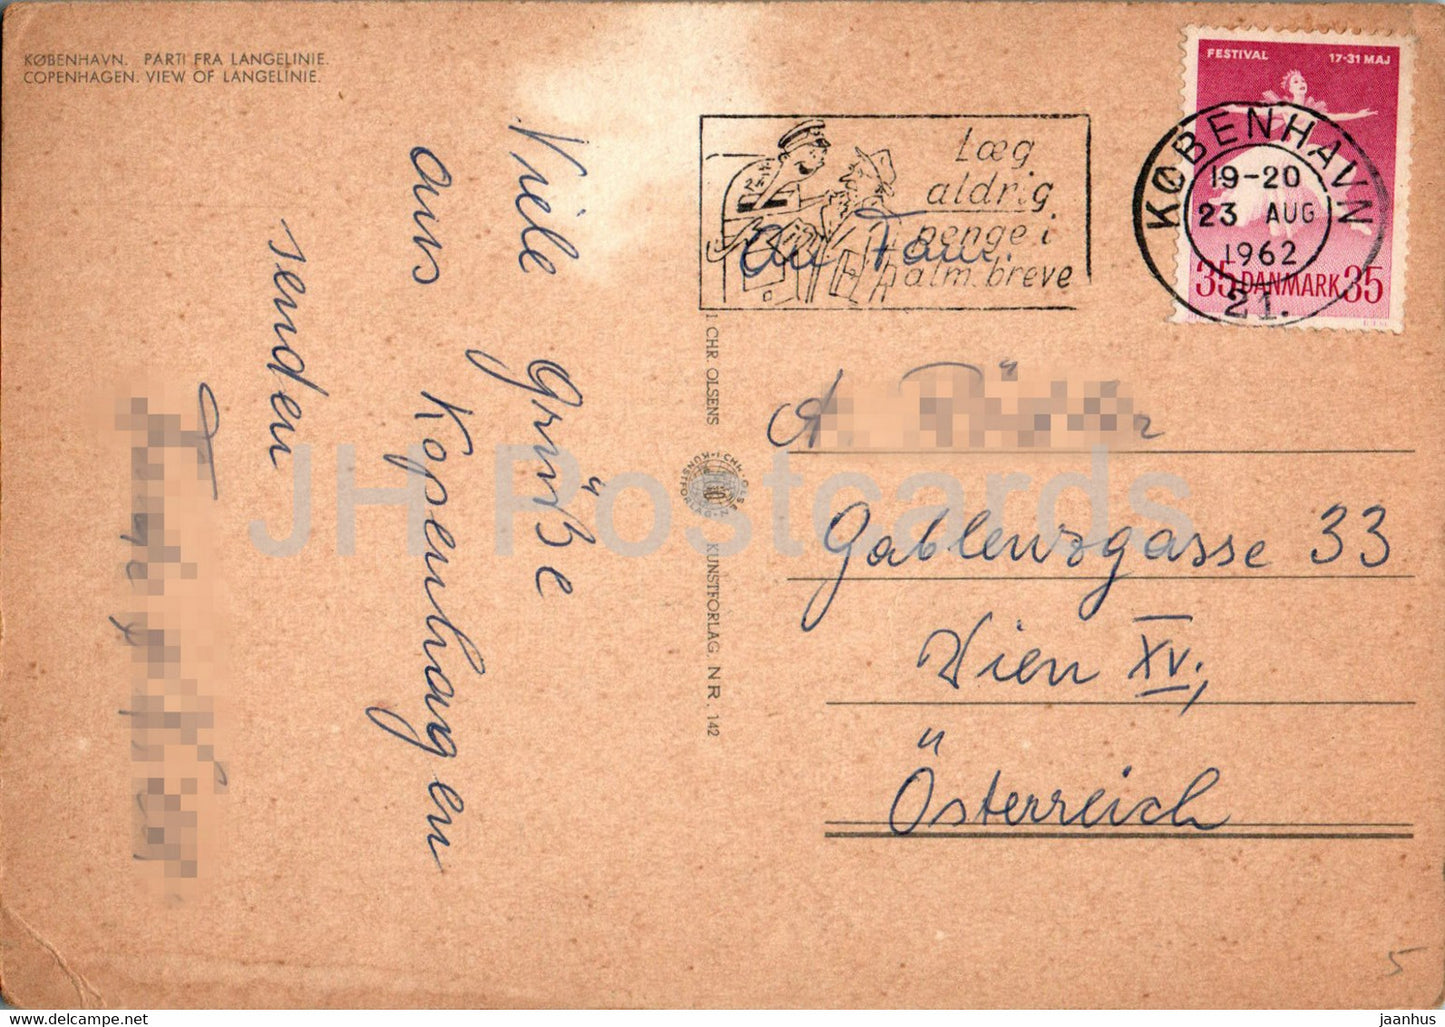 KØBENHAVN. PARTI FRA LANGELINIE.
COPENHAGEN. VIEW OF LANGELINIE.
Viele Grüße
aus Kopenhagen
senden
FESTIVAL 17-31 MAJ
35 DANMARK 35
KØBENHAVN
19-20
23 AUG
1962
21.
Læg
aldrig
penge i
alm. breve
An Fam.
A.
Gablenzgasse 33
Wien XV.,
Österreich
CHR. OLSENS KUNSTFORLAG. NR. 142
JH Postcards
5
jaanhus
www.delcampe.net